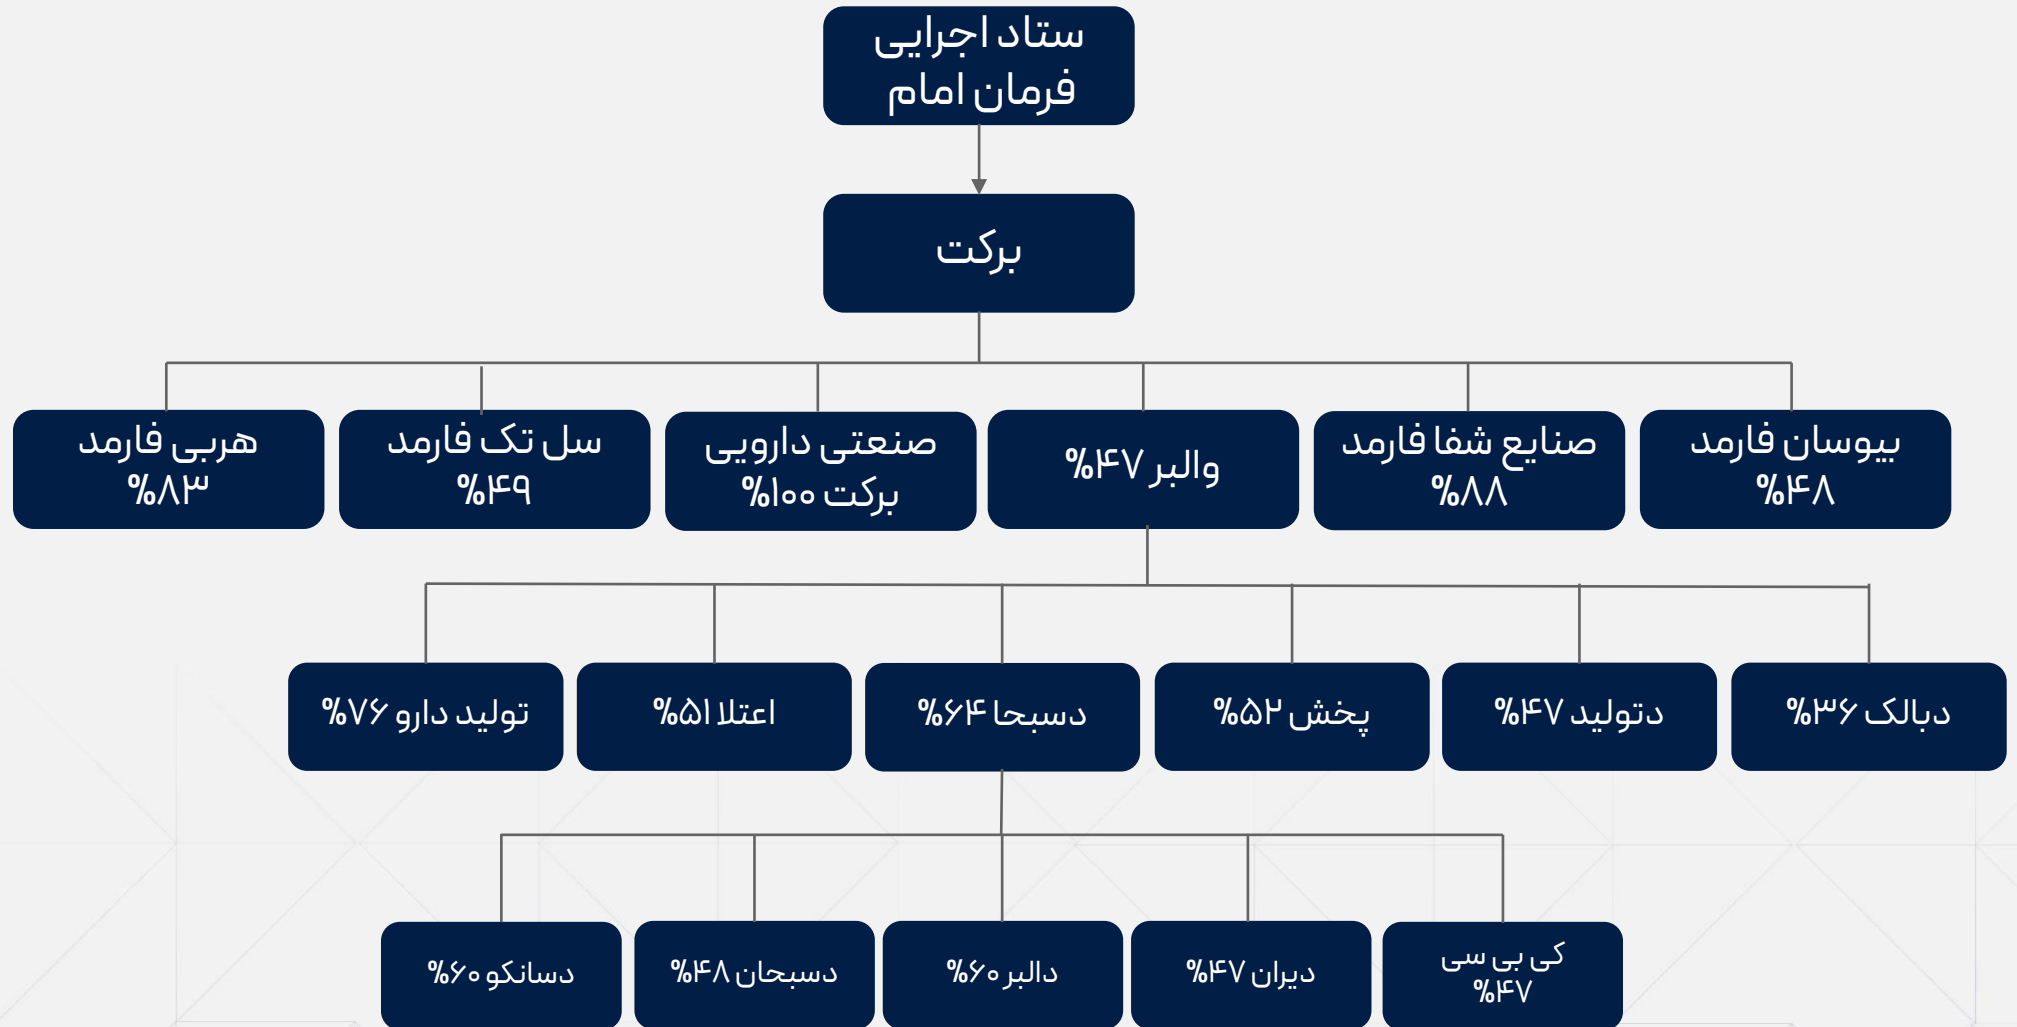 ستاد اجرایی
فرمان امام
برکت
بیوسان فارمد
%۴۸
صنایع شفا فارمد
%۸۸
والبر ۴۷%
صنعتی دارویی
برکت ۱۰۰%
سل تک فارمد
%۴۹
هربی فارمد
%۸۳
دبالک ۳۶%
دتولید ۴۷%
پخش ۵۲%
دسبحا ۶۴%
اعتلا ۵۱%
تولید دارو ۷۶%
کی بی سی
%۴۷
دیران ۴۷%
دالبر ۶۰%
دسبحان ۴۸%
دسانکو ۶۰%